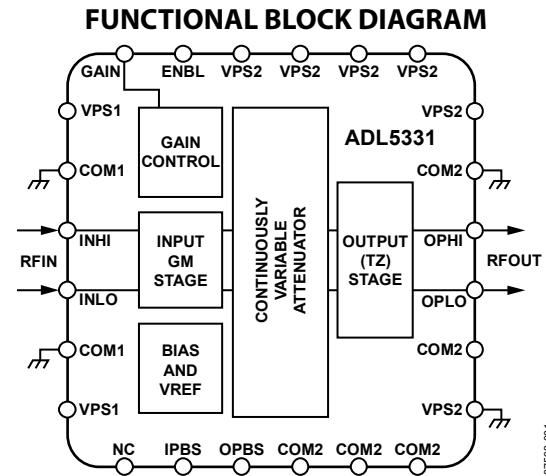 FUNCTIONAL BLOCK DIAGRAM
GAIN ENBL VPS2 VPS2 VPS2 VPS2
VPS1 VPS2
GAIN
CONTROL
ADL5331
COM1 COM2
INHI OPHI
RFIN RFOUT
INLO OPLO
INPUT
GM
STAGE
CONTINUOUSLY
VARIABLE
ATTENUATOR
OUTPUT
(TZ)
STAGE
COM1 COM2
BIAS
AND
VREF
VPS1 VPS2
NC IPBS OPBS COM2 COM2 COM2